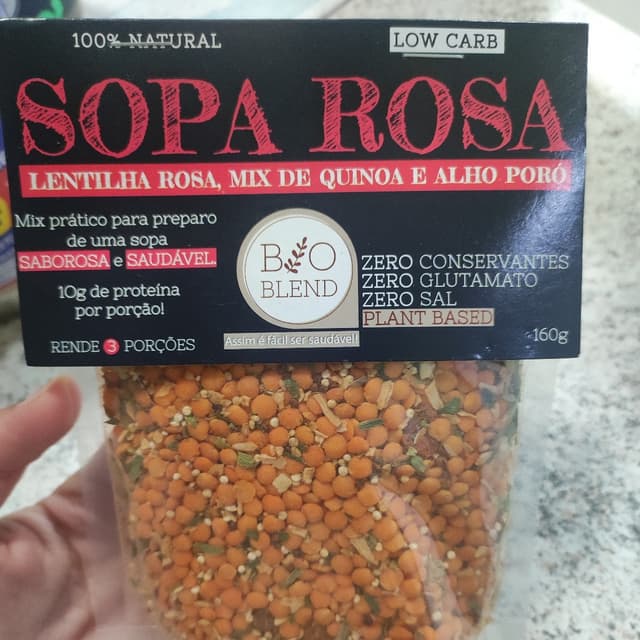 100% NATURAL
LOW CARB
SOPA ROSA
LENTILHA ROSA, MIX DE QUINOA E ALHO PORÓ
Mix prático para preparo
de uma sopa
SABOROSA e SAUDÁVEL.
10g de proteína
por porção!
RENDE 3 PORÇÕES
BIO
BLEND
Assim é fácil ser saudável!
ZERO CONSERVANTES
ZERO GLUTAMATO
ZERO SAL
PLANT BASED
160g